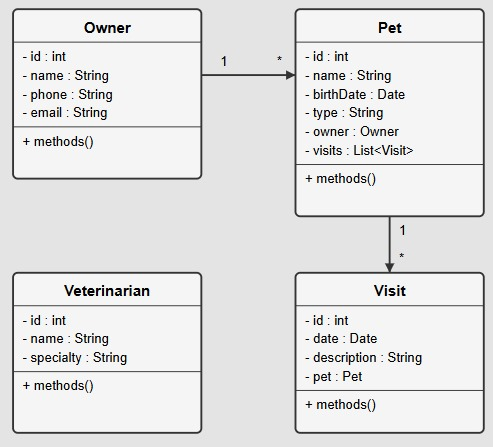 Owner
- id : int
- name : String
- phone : String
- email : String
+ methods()
1
*
Pet
- id : int
- name : String
- birthDate : Date
- type : String
- owner : Owner
- visits : List<Visit>
+ methods()
1
*
Veterinarian
- id : int
- name : String
- specialty : String
+ methods()
Visit
- id : int
- date : Date
- description : String
- pet : Pet
+ methods()